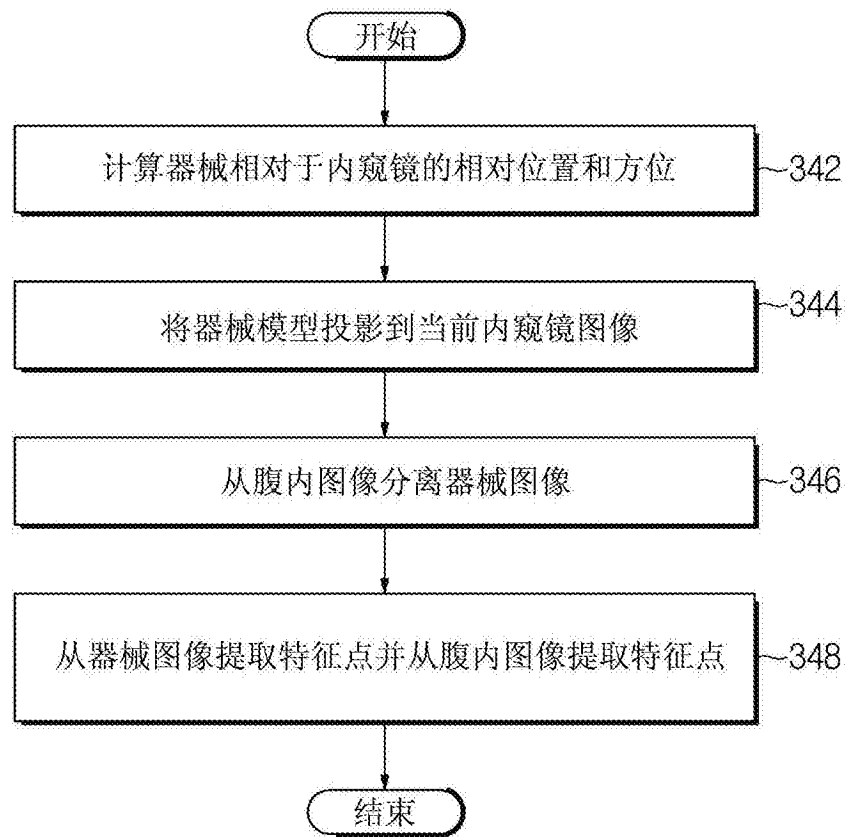 开始
计算器械相对于内窥镜的相对位置和方位
342
将器械模型投影到当前内窥镜图像
344
从腹内图像分离器械图像
346
从器械图像提取特征点并从腹内图像提取特征点
348
结束